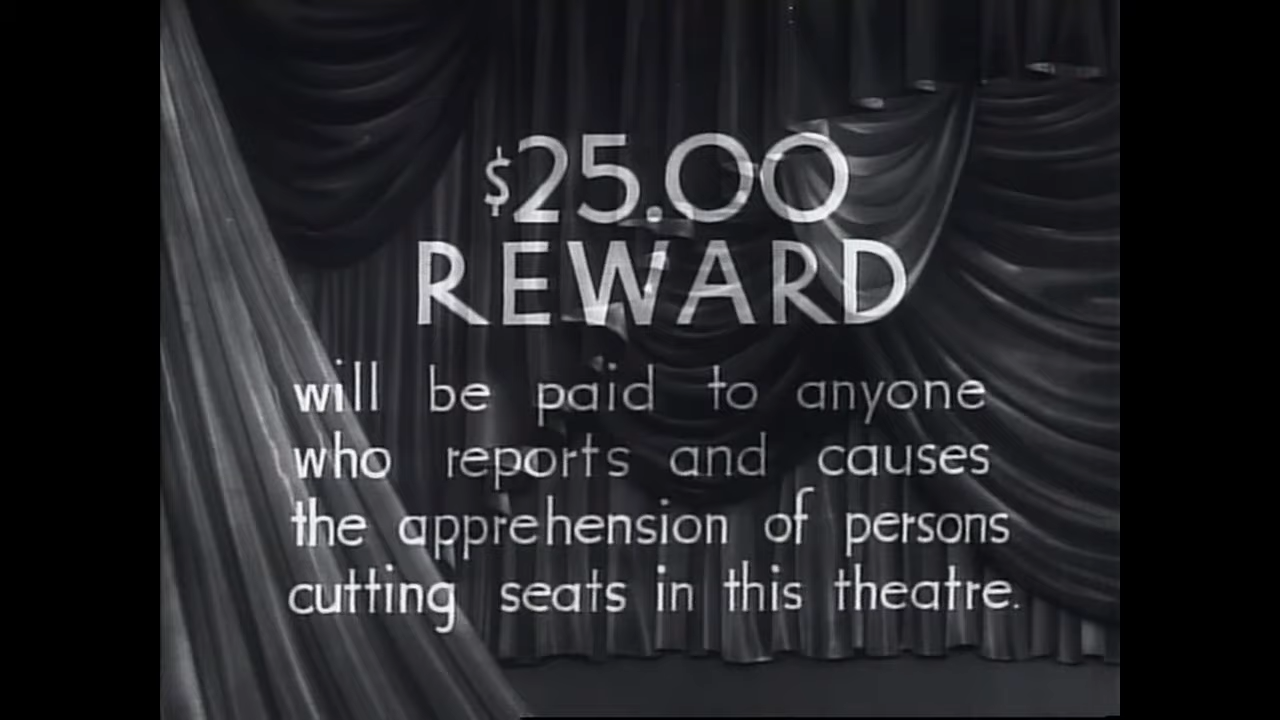 $25.00
REWARD
will be paid to anyone
who reports and causes
the apprehension of persons
cutting seats in this theatre.